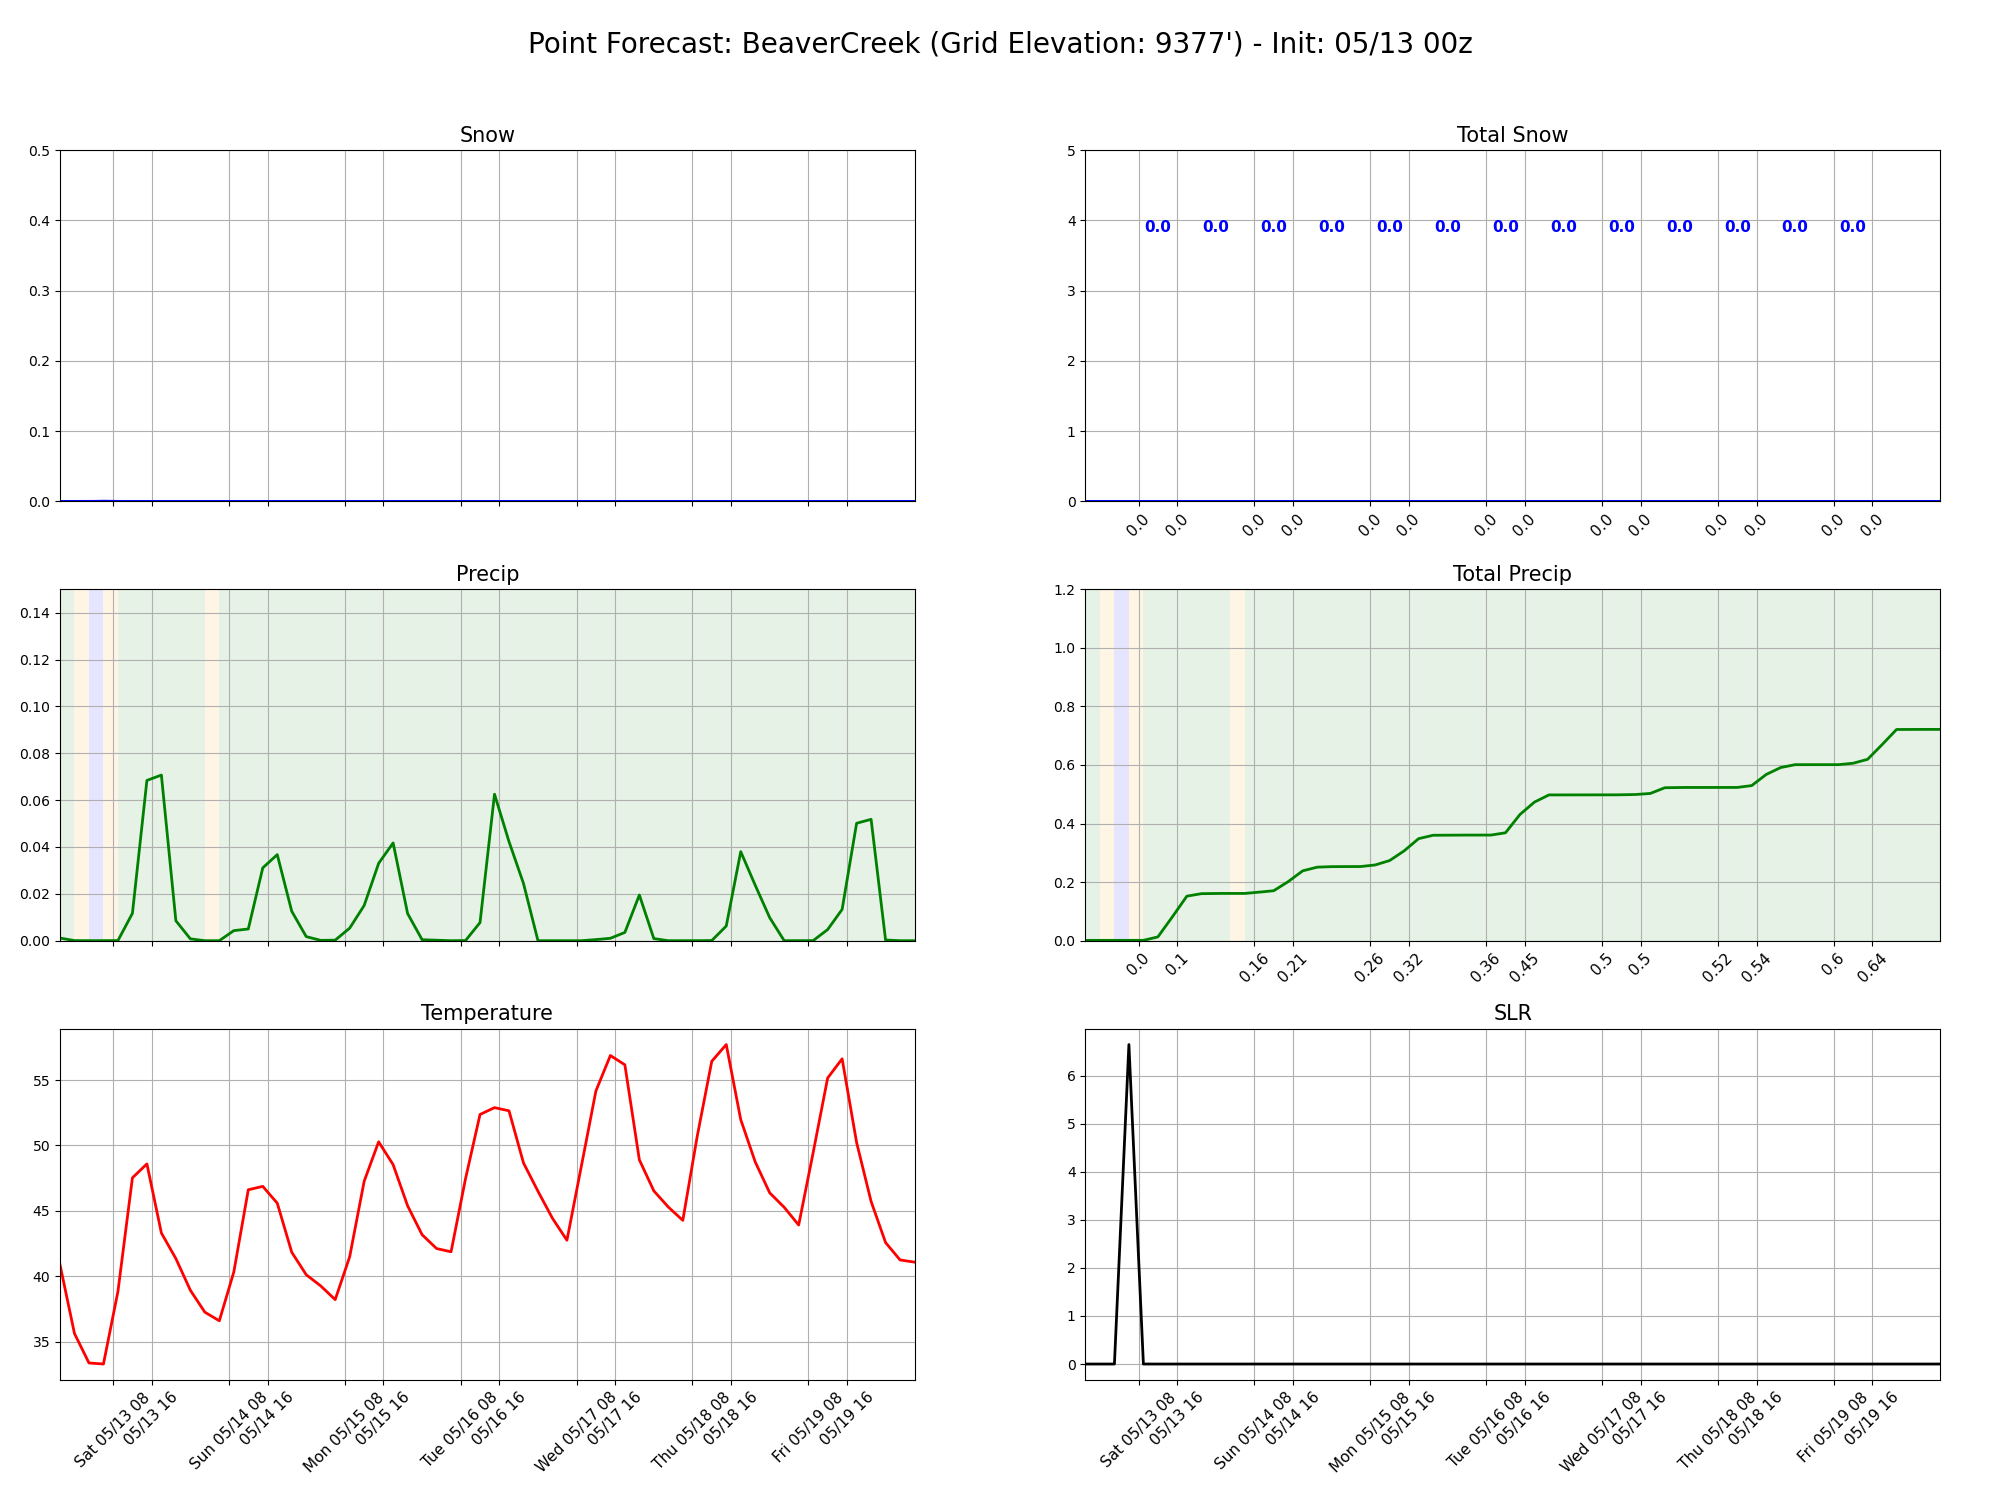 Point Forecast: BeaverCreek (Grid Elevation: 9377') - Init: 05/13 00z
Snow
0.5
0.4
0.3
0.2
0.1
0.0
Total Snow
5
4
3
2
1
0
0.0 0.0 0.0 0.0 0.0 0.0 0.0 0.0 0.0 0.0 0.0 0.0 0.0
0.0 0.0 0.0 0.0 0.0 0.0 0.0 0.0 0.0 0.0 0.0 0.0 0.0 0.0
Precip
0.14
0.12
0.10
0.08
0.06
0.04
0.02
0.00
Total Precip
1.2
1.0
0.8
0.6
0.4
0.2
0.0
0.0 0.1 0.16 0.21 0.26 0.32 0.36 0.45 0.5 0.5 0.52 0.54 0.6 0.64
Temperature
55
50
45
40
35
Sat 05/13 08
05/13 16
Sun 05/14 08
05/14 16
Mon 05/15 08
05/15 16
Tue 05/16 08
05/16 16
Wed 05/17 08
05/17 16
Thu 05/18 08
05/18 16
Fri 05/19 08
05/19 16
SLR
6
5
4
3
2
1
0
Sat 05/13 08
05/13 16
Sun 05/14 08
05/14 16
Mon 05/15 08
05/15 16
Tue 05/16 08
05/16 16
Wed 05/17 08
05/17 16
Thu 05/18 08
05/18 16
Fri 05/19 08
05/19 16